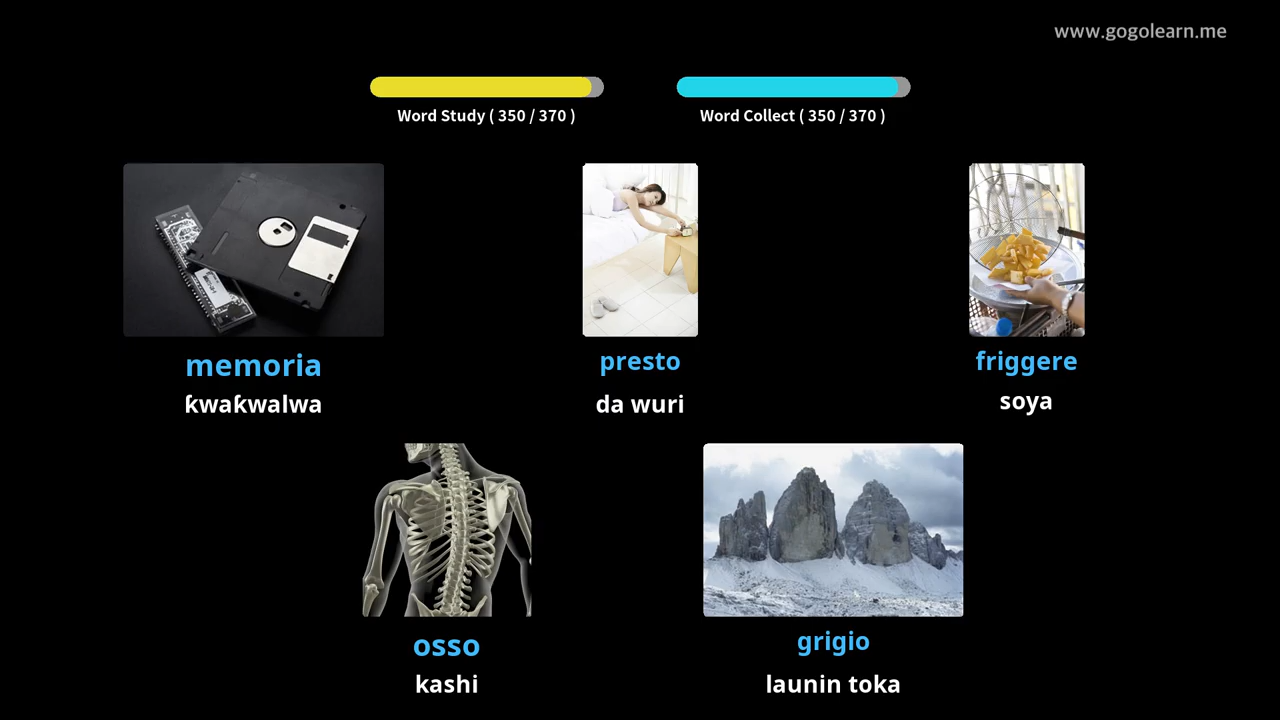 www.gogolearn.me
Word Study ( 350 / 370 )
Word Collect ( 350 / 370 )
memoria
ƙwaƙwalwa
presto
da wuri
friggere
soya
osso
kashi
grigio
launin toka